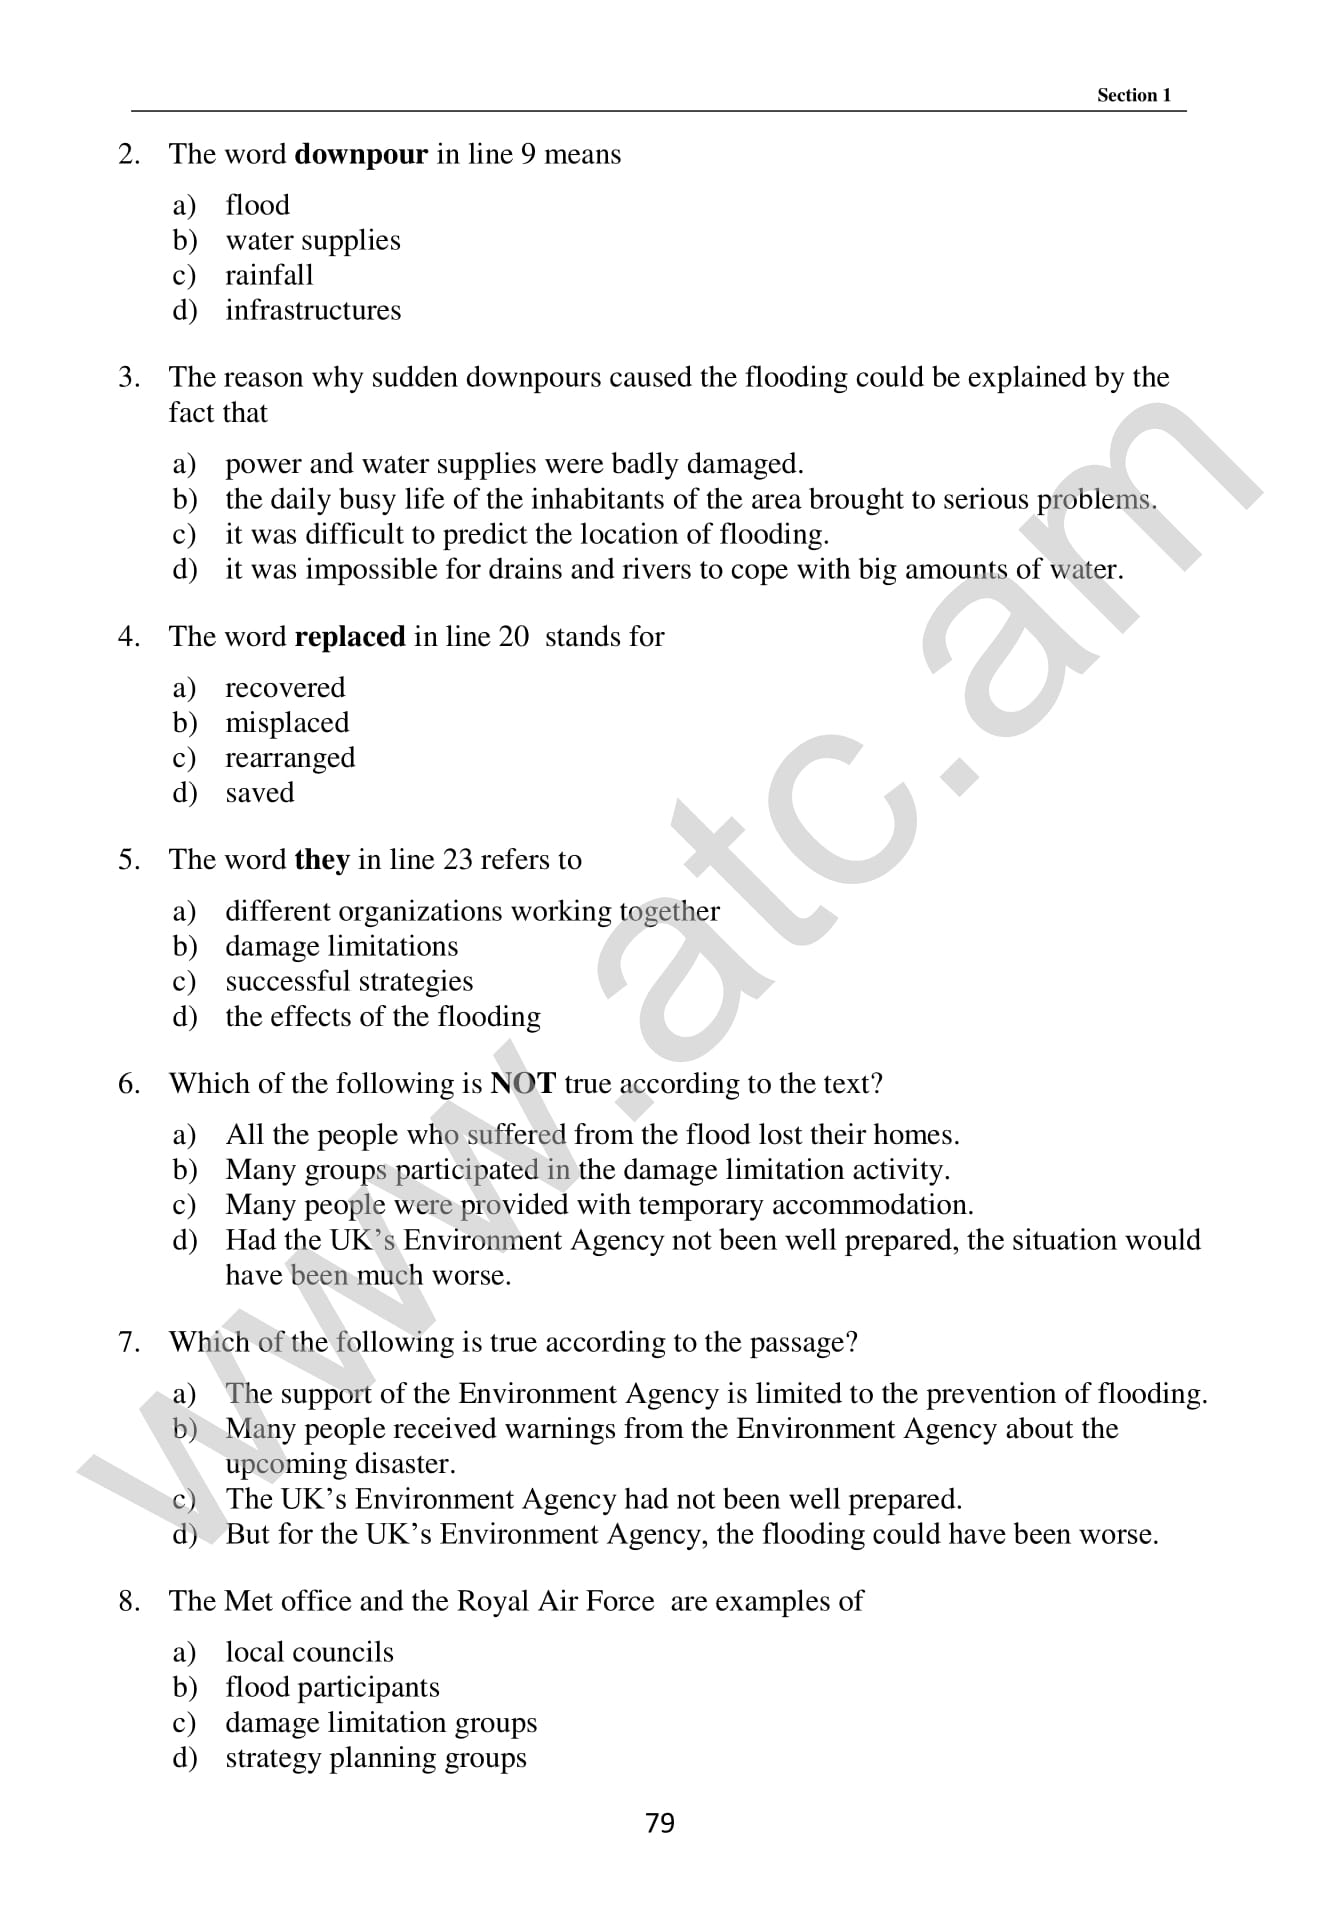 Section 1
2. The word downpour in line 9 means
a) flood
b) water supplies
c) rainfall
d) infrastructures
3. The reason why sudden downpours caused the flooding could be explained by the
fact that
a) power and water supplies were badly damaged.
b) the daily busy life of the inhabitants of the area brought to serious problems.
c) it was difficult to predict the location of flooding.
d) it was impossible for drains and rivers to cope with big amounts of water.
4. The word replaced in line 20 stands for
a) recovered
b) misplaced
c) rearranged
d) saved
5. The word they in line 23 refers to
a) different organizations working together
b) damage limitations
c) successful strategies
d) the effects of the flooding
6. Which of the following is NOT true according to the text?
a) All the people who suffered from the flood lost their homes.
b) Many groups participated in the damage limitation activity.
c) Many people were provided with temporary accommodation.
d) Had the UK’s Environment Agency not been well prepared, the situation would
have been much worse.
7. Which of the following is true according to the passage?
a) The support of the Environment Agency is limited to the prevention of flooding.
b) Many people received warnings from the Environment Agency about the
upcoming disaster.
c) The UK’s Environment Agency had not been well prepared.
d) But for the UK’s Environment Agency, the flooding could have been worse.
8. The Met office and the Royal Air Force are examples of
a) local councils
b) flood participants
c) damage limitation groups
d) strategy planning groups
79
www.atc.am